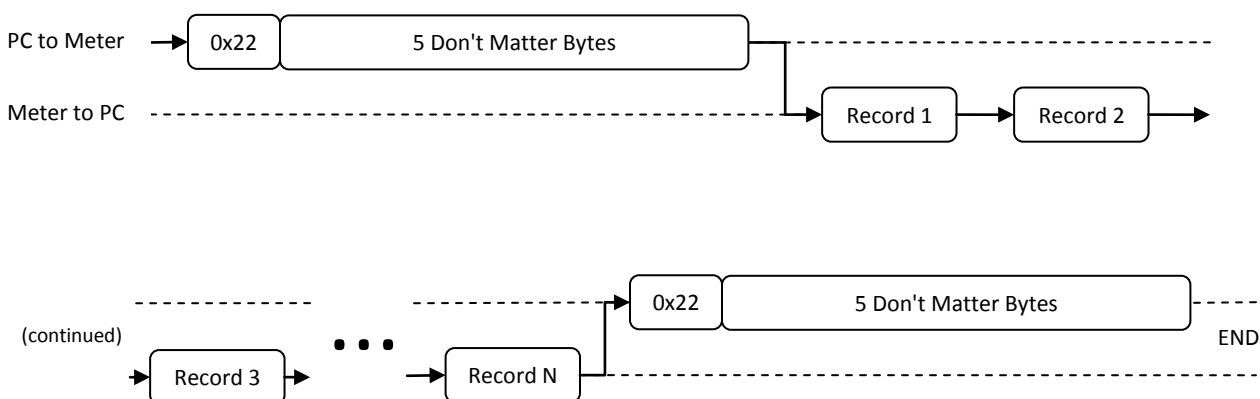 PC to Meter 0x22 5 Don't Matter Bytes
Meter to PC Record 1 Record 2
0x22 5 Don't Matter Bytes
(continued) END
Record 3 ... Record N